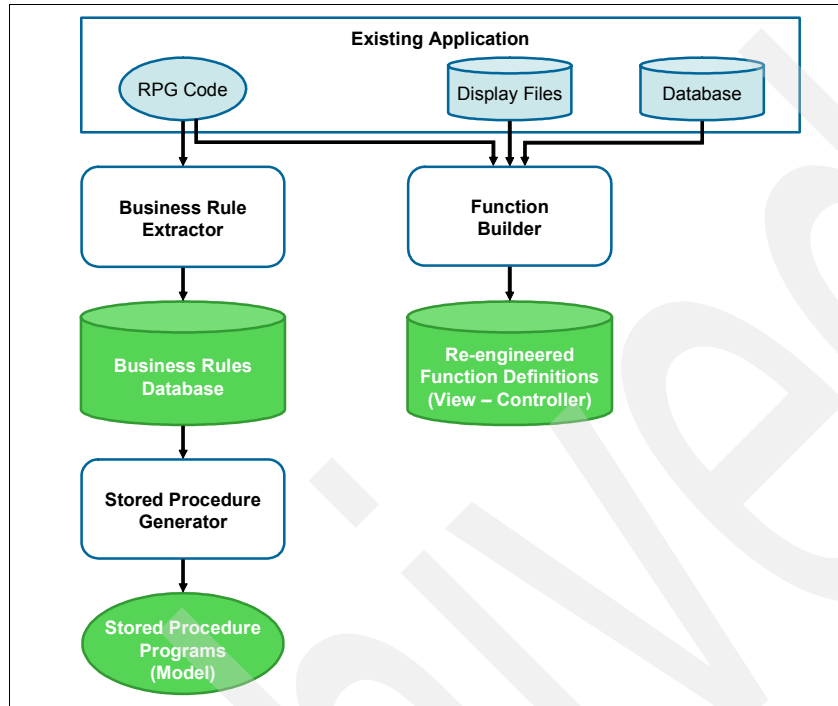 Existing Application
RPG Code
Display Files
Database
Business Rule
Extractor
Function
Builder
Business Rules
Database
Re-engineered
Function Definitions
(View – Controller)
Stored Procedure
Generator
Stored Procedure
Programs
(Model)